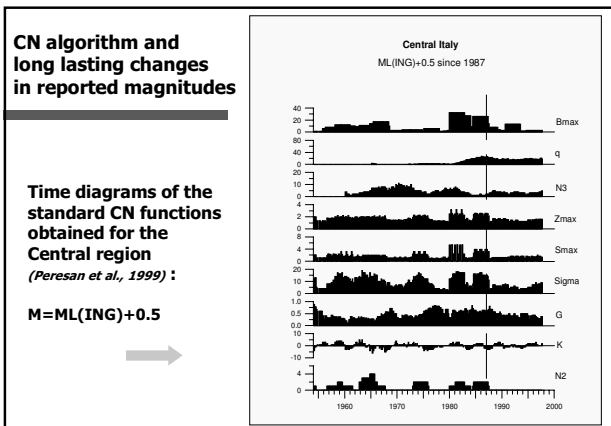 CN algorithm and
long lasting changes
in reported magnitudes
Time diagrams of the
standard CN functions
obtained for the
Central region
(Peresan et al., 1999) :
M=ML(ING)+0.5
Central Italy
ML(ING)+0.5 since 1987
40
20
0
Bmax
80
40
0
q
20
10
0
N3
4
2
0
Zmax
8
4
0
Smax
20
10
0
Sigma
1.0
0.5
0.0
G
10
0
-10
K
4
0
N2
1960 1970 1980 1990 2000